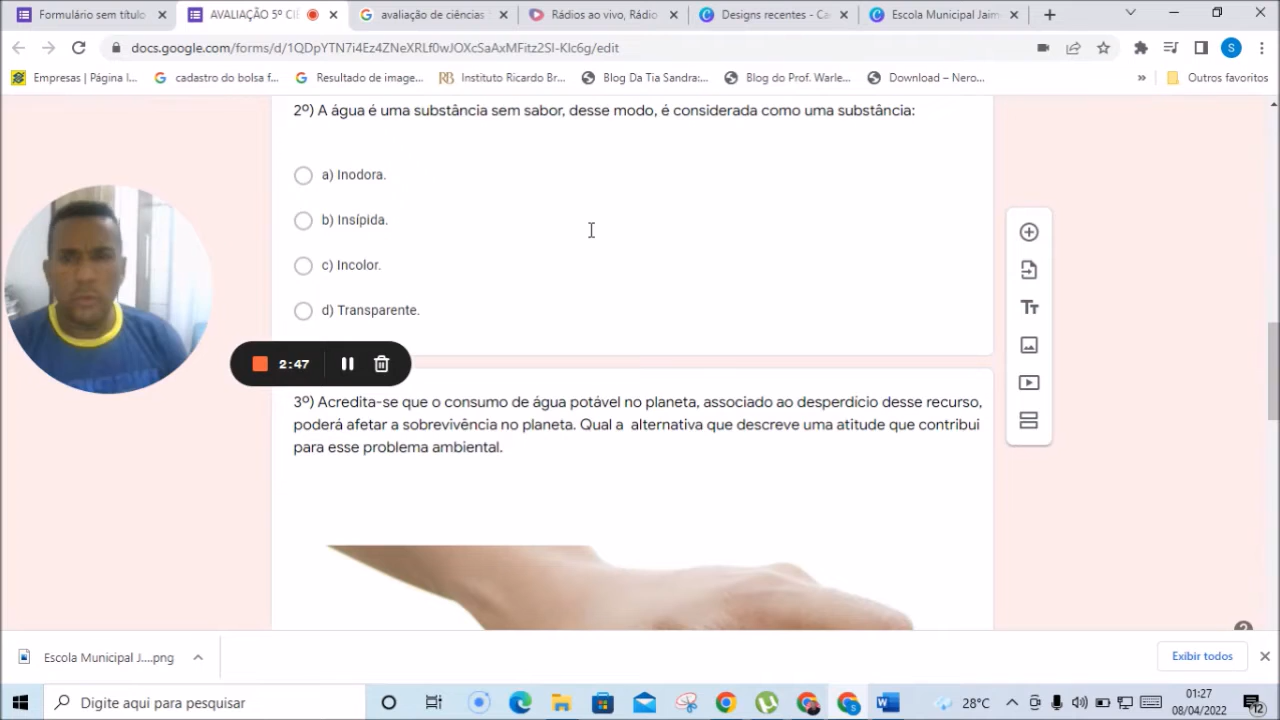 Formulário sem título
AVALIAÇÃO 5º CIÊ
avaliação de ciências
Rádios ao vivo, Rádio
Designs recentes - Ca
Escola Municipal Jaim
docs.google.com/forms/d/1QDpYTN7i4Ez4ZNeXRLf0wJOXcSaAxMFitz2SI-KIc6g/edit
S
Empresas | Página I...
cadastro do bolsa f...
Resultado de image...
Instituto Ricardo Br...
Blog Da Tia Sandra:...
Blog do Prof. Warle...
Download – Nero...
»
Outros favoritos
2º) A água é uma substância sem sabor, desse modo, é considerada como uma substância:
a) Inodora.
b) Insípida.
c) Incolor.
d) Transparente.
2:47
3º) Acredita-se que o consumo de água potável no planeta, associado ao desperdício desse recurso,
poderá afetar a sobrevivência no planeta. Qual a alternativa que descreve uma atitude que contribui
para esse problema ambiental.
Tт
Escola Municipal J....png
Exibir todos
Digite aqui para pesquisar
28°C
01:27
08/04/2022
12